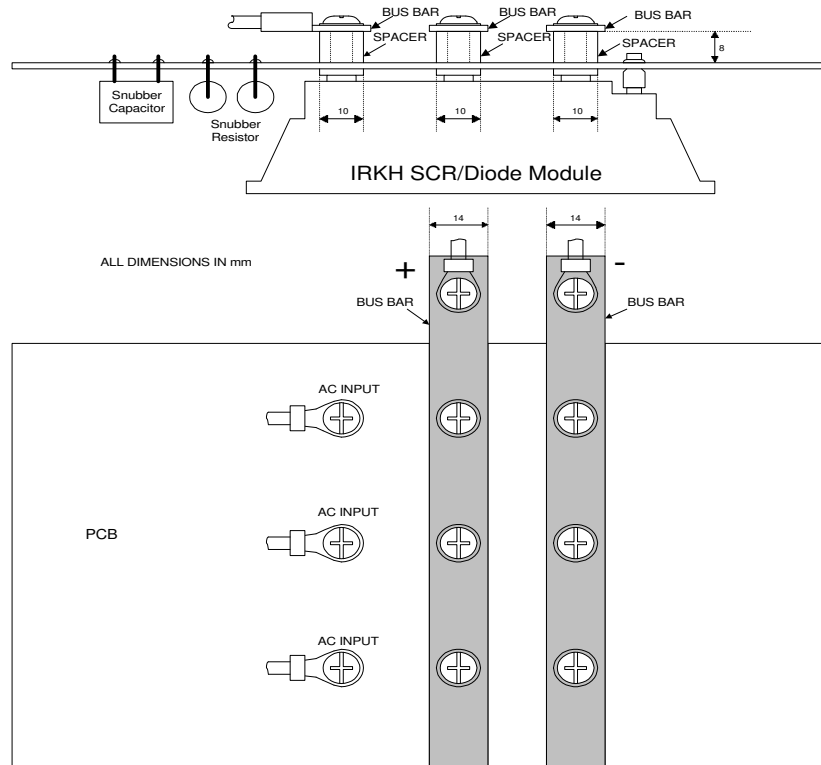 BUS BAR
BUS BAR
BUS BAR
SPACER
SPACER
SPACER
8
Snubber
Capacitor
Snubber
Resistor
10
10
10
IRKH SCR/Diode Module
14
14
ALL DIMENSIONS IN mm
+
-
BUS BAR
BUS BAR
AC INPUT
AC INPUT
PCB
AC INPUT